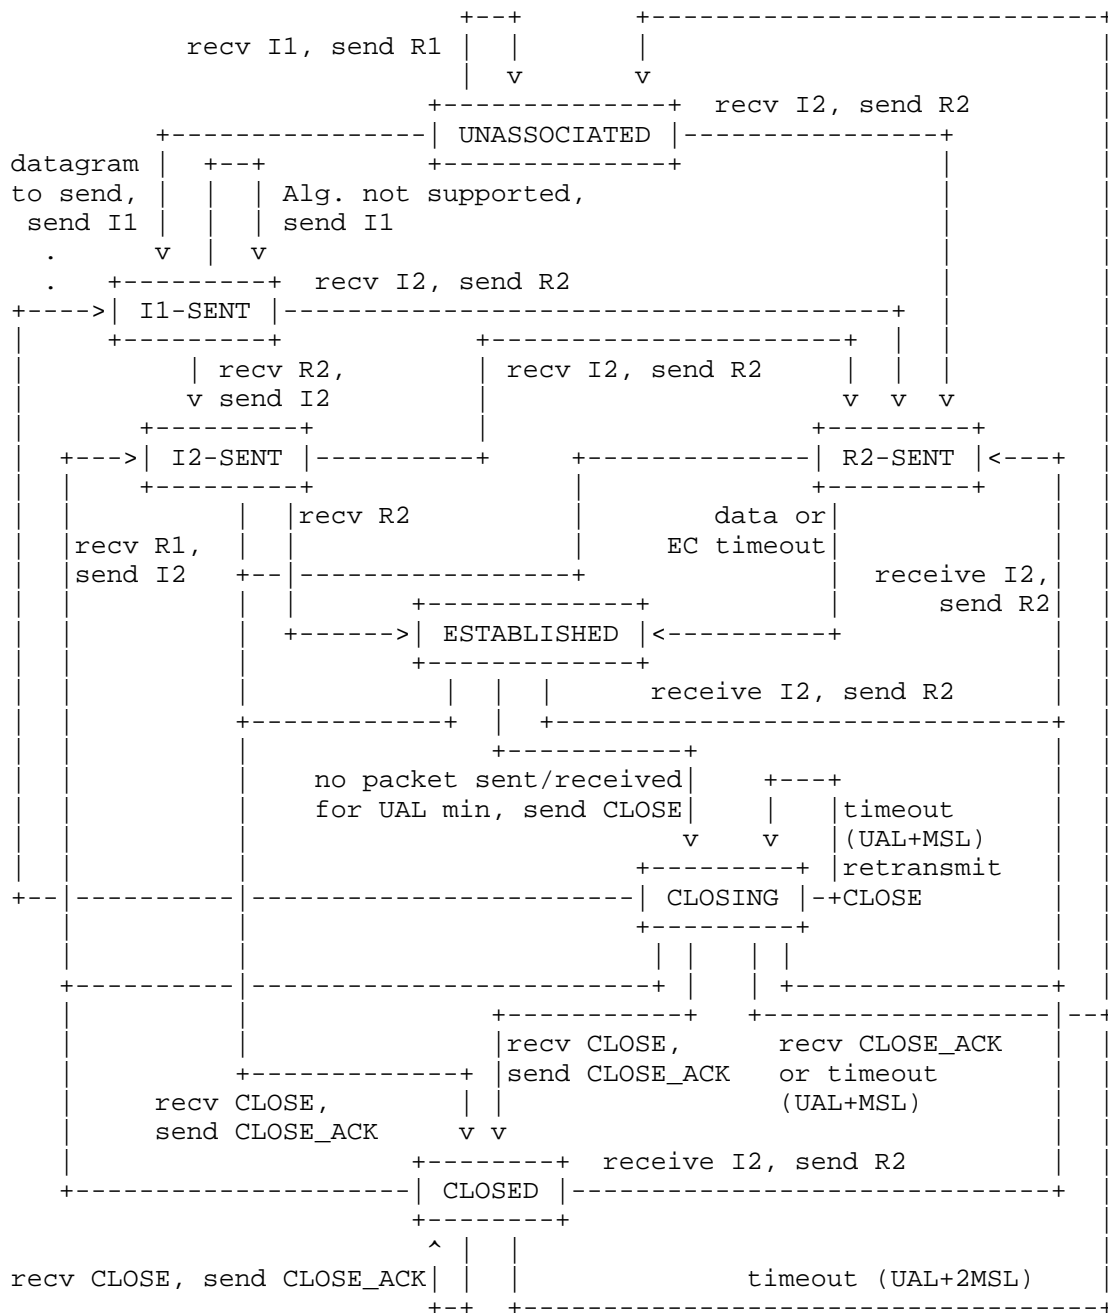 recv I1, send R1
recv I2, send R2
UNASSOCIATED
datagram
to send,
send I1
Alg. not supported,
send I1
.
.
recv I2, send R2
I1-SENT
recv R2,
send I2
recv I2, send R2
I2-SENT
R2-SENT
recv R2
data or
EC timeout
recv R1,
send I2
receive I2,
send R2
ESTABLISHED
receive I2, send R2
no packet sent/received
for UAL min, send CLOSE
timeout
(UAL+MSL)
retransmit
CLOSE
CLOSING
recv CLOSE,
send CLOSE_ACK
recv CLOSE_ACK
or timeout
(UAL+MSL)
recv CLOSE,
send CLOSE_ACK
receive I2, send R2
CLOSED
recv CLOSE, send CLOSE_ACK
timeout (UAL+2MSL)